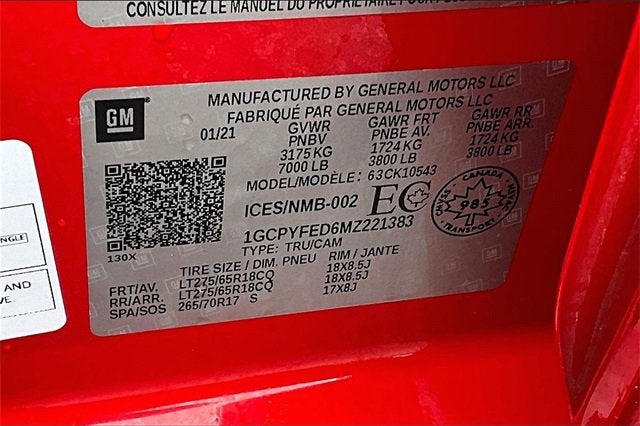 CONSULTEZ LE MANUEL DU PROPRIÉTAIRE POUR PLUS
MANUFACTURED BY GENERAL MOTORS LLC
FABRIQUÉ PAR GENERAL MOTORS LLC
GM
01/21 GVWR GAWR FRT GAWR RR
PNBV PNBE AV. PNBE ARR.
3175 KG 1724 KG 1724 KG
7000 LB 3800 LB 3800 LB
MODEL/MODÈLE: 63CK10543
ICES/NMB-002 EC
CANADA
985
1GCPYFED6MZ221383
TYPE: TRU/CAM
130X
TIRE SIZE / DIM. PNEU RIM / JANTE
FRT/AV. LT275/65R18CQ 18X8.5J
RR/ARR. LT275/65R18CQ 18X8.5J
SPA/SOS 265/70R17 S 17X8J
NGLE
AND
VE.